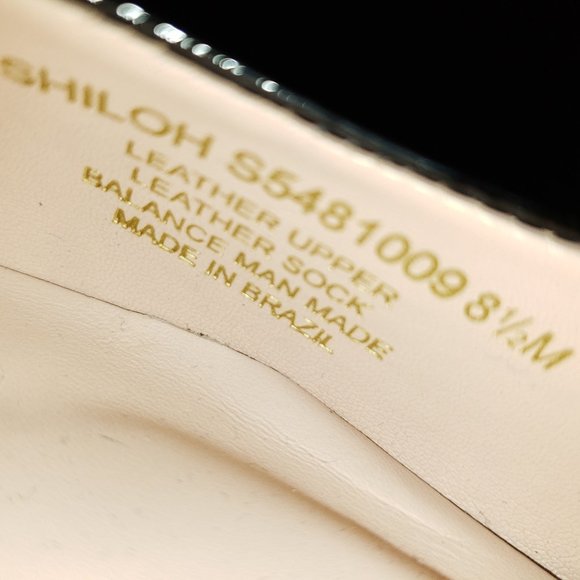 SHILOH S5481009 8½M
LEATHER UPPER
LEATHER SOCK
BALANCE MAN MADE
MADE IN BRAZIL